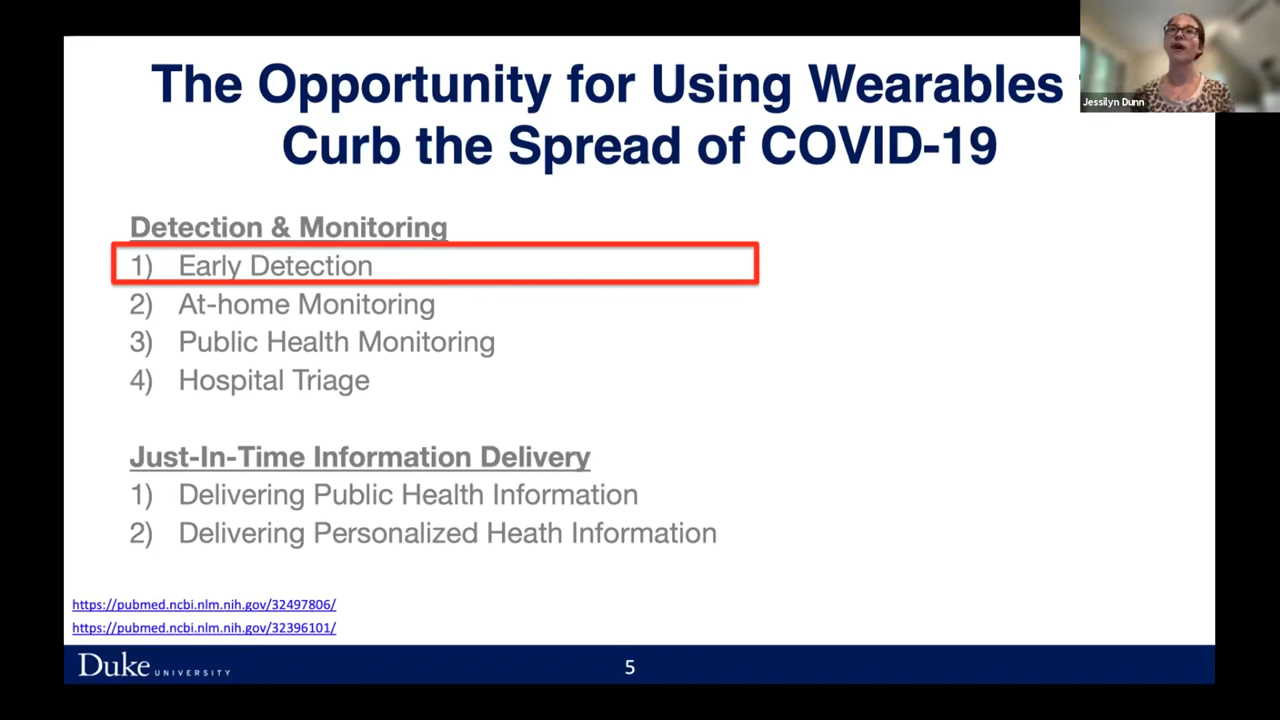 The Opportunity for Using Wearables
Curb the Spread of COVID-19
Jessilyn Dunn
Detection & Monitoring
1) Early Detection
2) At-home Monitoring
3) Public Health Monitoring
4) Hospital Triage
Just-In-Time Information Delivery
1) Delivering Public Health Information
2) Delivering Personalized Heath Information
https://pubmed.ncbi.nlm.nih.gov/32497806/
https://pubmed.ncbi.nlm.nih.gov/32396101/
Duke UNIVERSITY
5